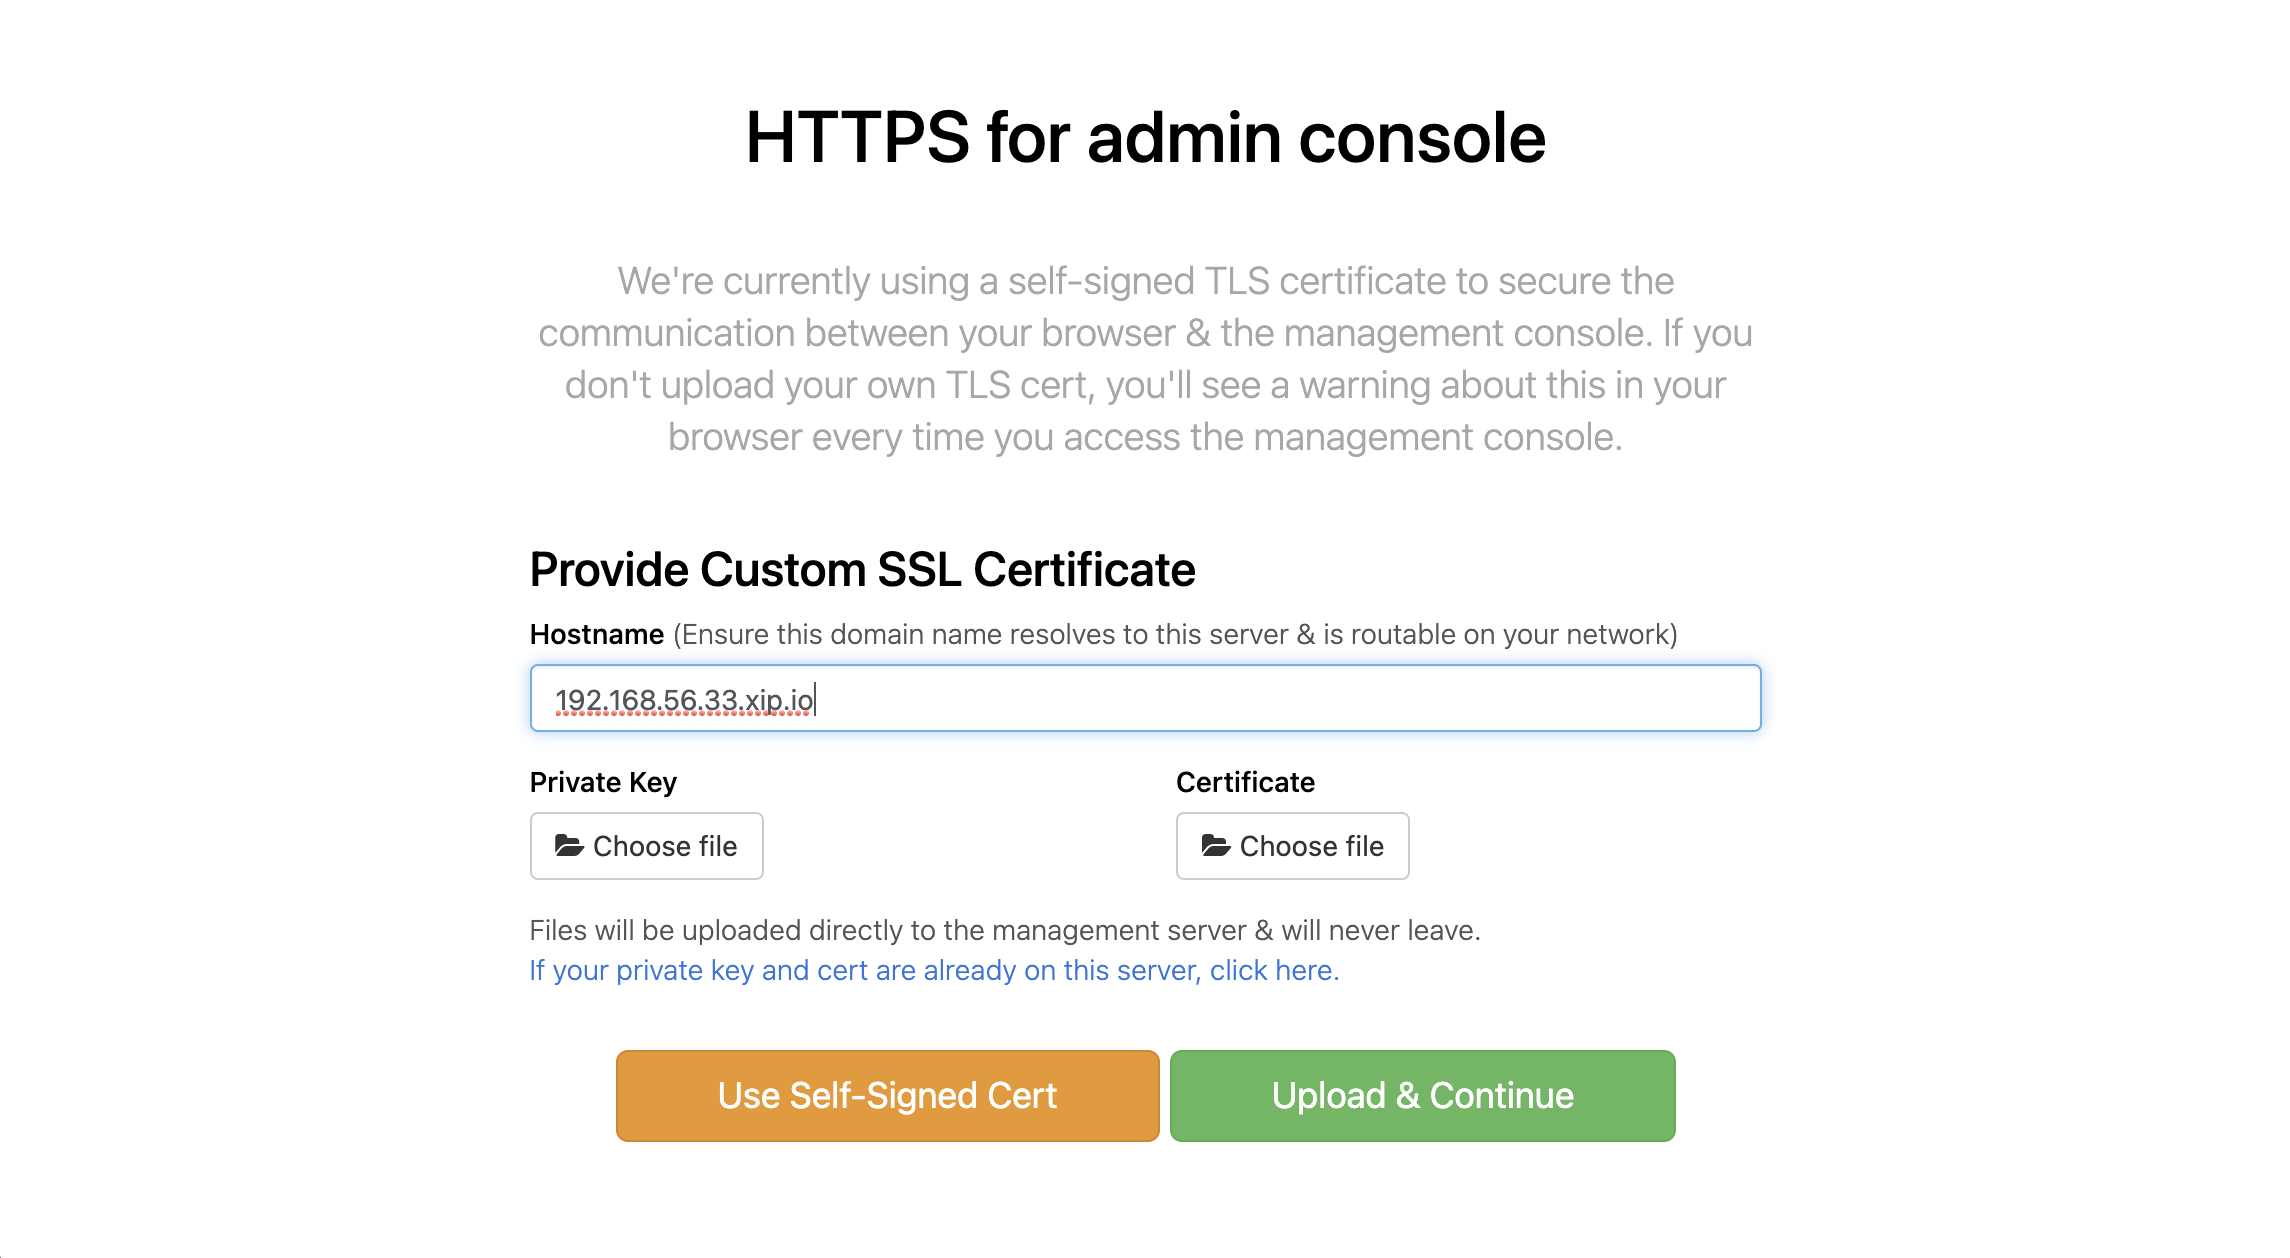 HTTPS for admin console
We're currently using a self-signed TLS certificate to secure the
communication between your browser & the management console. If you
don't upload your own TLS cert, you'll see a warning about this in your
browser every time you access the management console.
Provide Custom SSL Certificate
Hostname (Ensure this domain name resolves to this server & is routable on your network)
192.168.56.33.xip.io
Private Key
Certificate
Choose file
Choose file
Files will be uploaded directly to the management server & will never leave.
If your private key and cert are already on this server, click here.
Use Self-Signed Cert
Upload & Continue